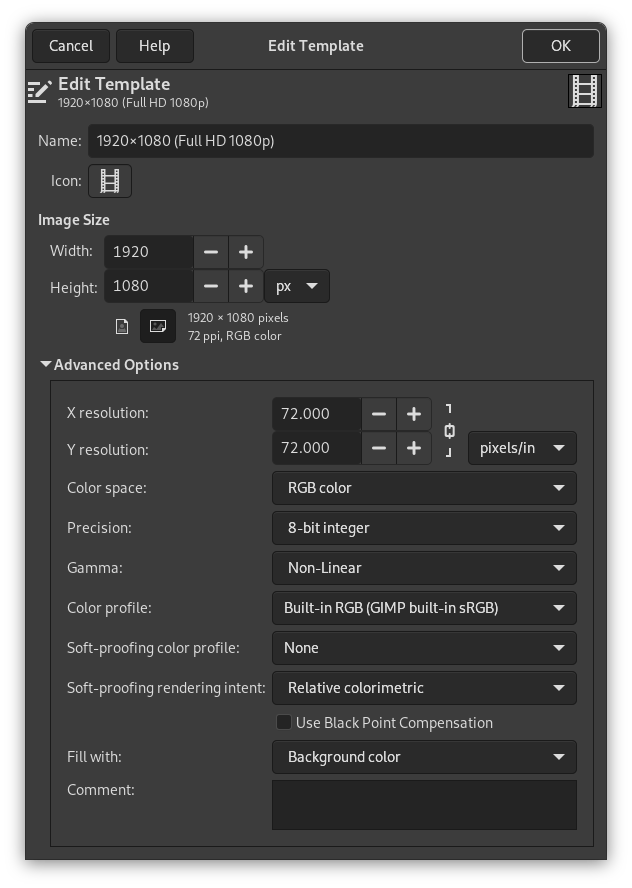 Cancel Help Edit Template OK
Edit Template
1920×1080 (Full HD 1080p)
Name: 1920×1080 (Full HD 1080p)
Icon:
Image Size
Width: 1920
Height: 1080 px
1920 × 1080 pixels
72 ppi, RGB color
Advanced Options
X resolution: 72.000
Y resolution: 72.000 pixels/in
Color space: RGB color
Precision: 8-bit integer
Gamma: Non-Linear
Color profile: Built-in RGB (GIMP built-in sRGB)
Soft-proofing color profile: None
Soft-proofing rendering intent: Relative colorimetric
Use Black Point Compensation
Fill with: Background color
Comment: